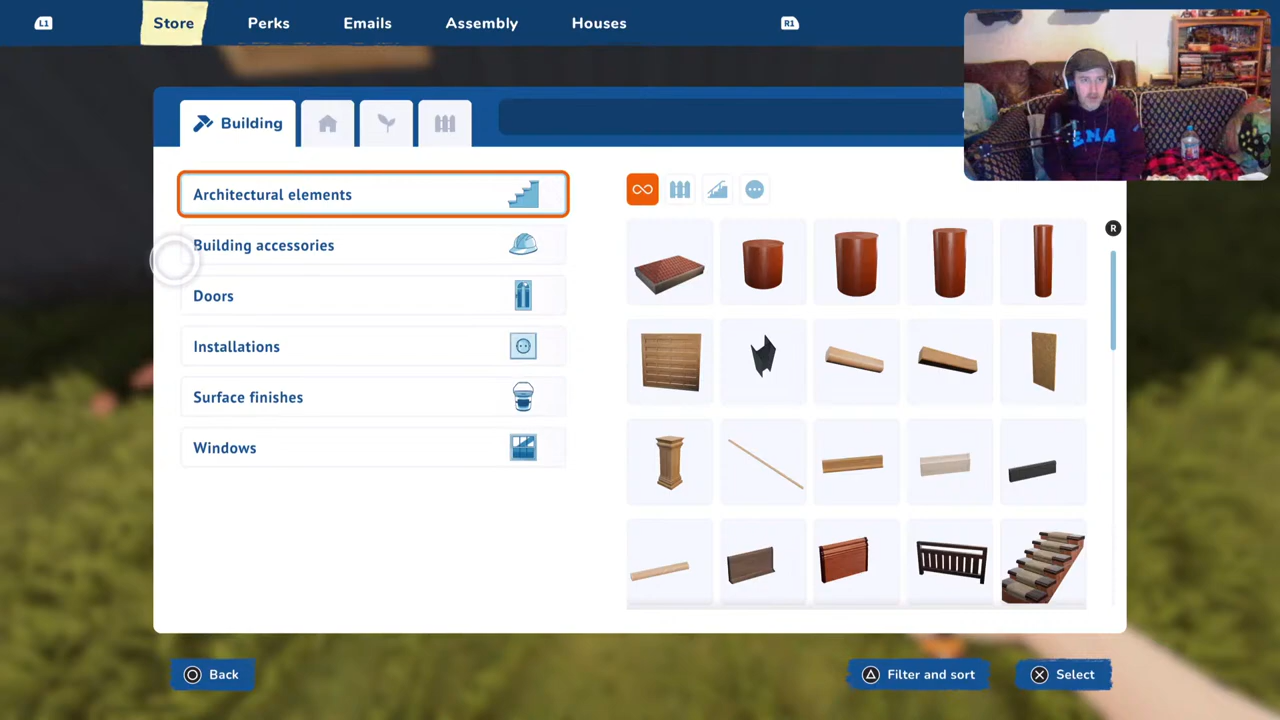 L1
Store
Perks
Emails
Assembly
Houses
R1
Building
Architectural elements
Building accessories
Doors
Installations
Surface finishes
Windows
R
Back
Filter and sort
Select